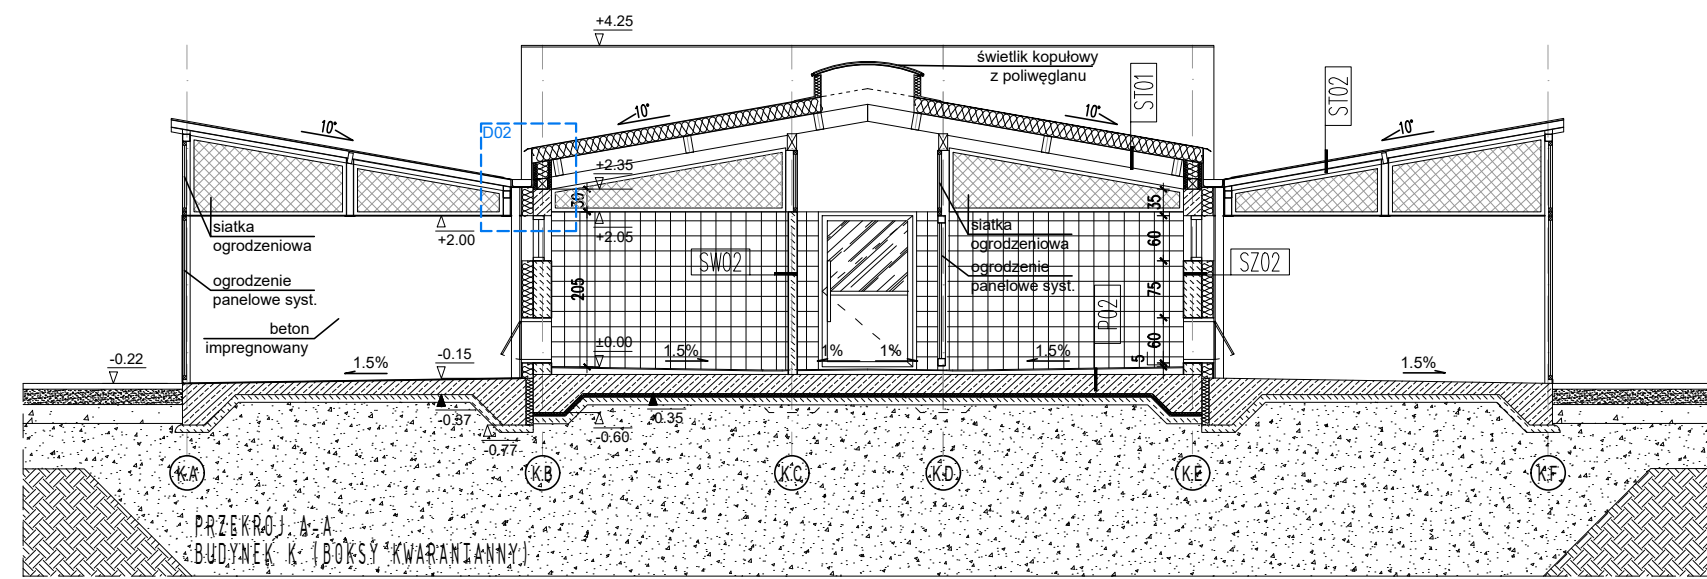 +4.25
świetlik kopułowy
z poliwęglanu
ST01
ST02
10°
10°
10°
10°
D02
+2.35
30
35
siatka
ogrodzeniowa
+2.00
+2.05
siatka
ogrodzeniowa
60
SW02
SZ02
ogrodzenie
panelowe syst.
ogrodzenie
panelowe syst.
205
75
P02
beton
impregnowany
±0.00
60
-0.22
-0.15
1.5%
1.5%
1%
1%
1.5%
5
1.5%
-0.37
-0.35
-0.60
-0.77
KA
KB
KC
KD
KE
KF
PRZEKRÓJ A-A
BUDYNEK K (BOKSY KWARANTANNY)